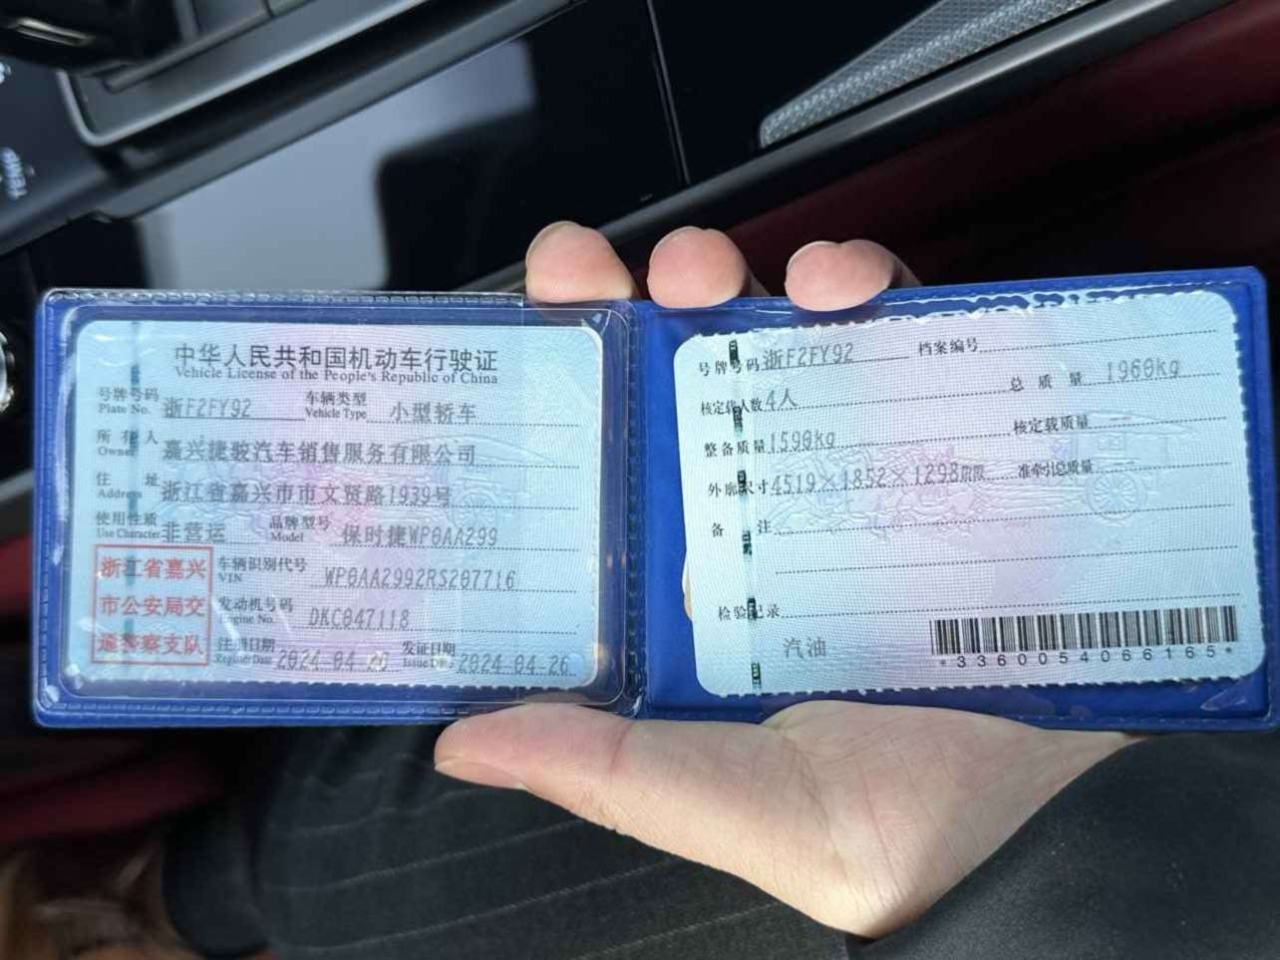 TEMP
中华人民共和国机动车行驶证
Vehicle License of the People's Republic of China
号牌号码 浙F2FY92 车辆类型 小型轿车
Plate No. Vehicle Type
所有人 嘉兴捷骏汽车销售服务有限公司
Owner
住址 浙江省嘉兴市市文贤路1939号
Address
使用性质 非营运 品牌型号 保时捷WP0AA299
Use Character Model
浙江省嘉兴
市公安局交
通警察支队
车辆识别代号 WP0AA2992RS207716
VIN
发动机号码 DKC047118
Engine No.
注册日期 2024-04- 发证日期 2024-04-26
Register Date Issue Date
号牌号码 浙F2FY92 档案编号
核定载人数 4人 总质量 1960kg
整备质量 1590kg 核定载质量
外廓尺寸 4519×1852×1298 准牵引总质量
备注
检验记录
汽油
*3360054066165*